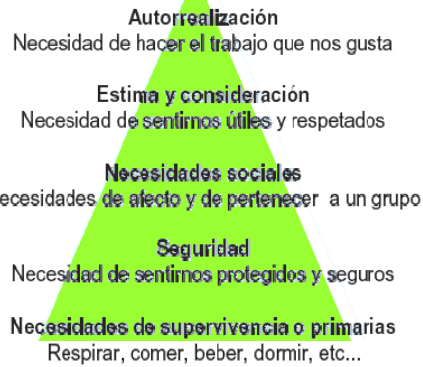 Autorrealización
Necesidad de hacer el trabajo que nos gusta
Estima y consideración
Necesidad de sentirnos útiles y respetados
Necesidades sociales
ecesidades de afecto y de pertenecer a un grupo
Seguridad
Necesidad de sentirnos protegidos y seguros
Necesidades de supervivencia o primarias
Respirar, comer, beber, dormir, etc...